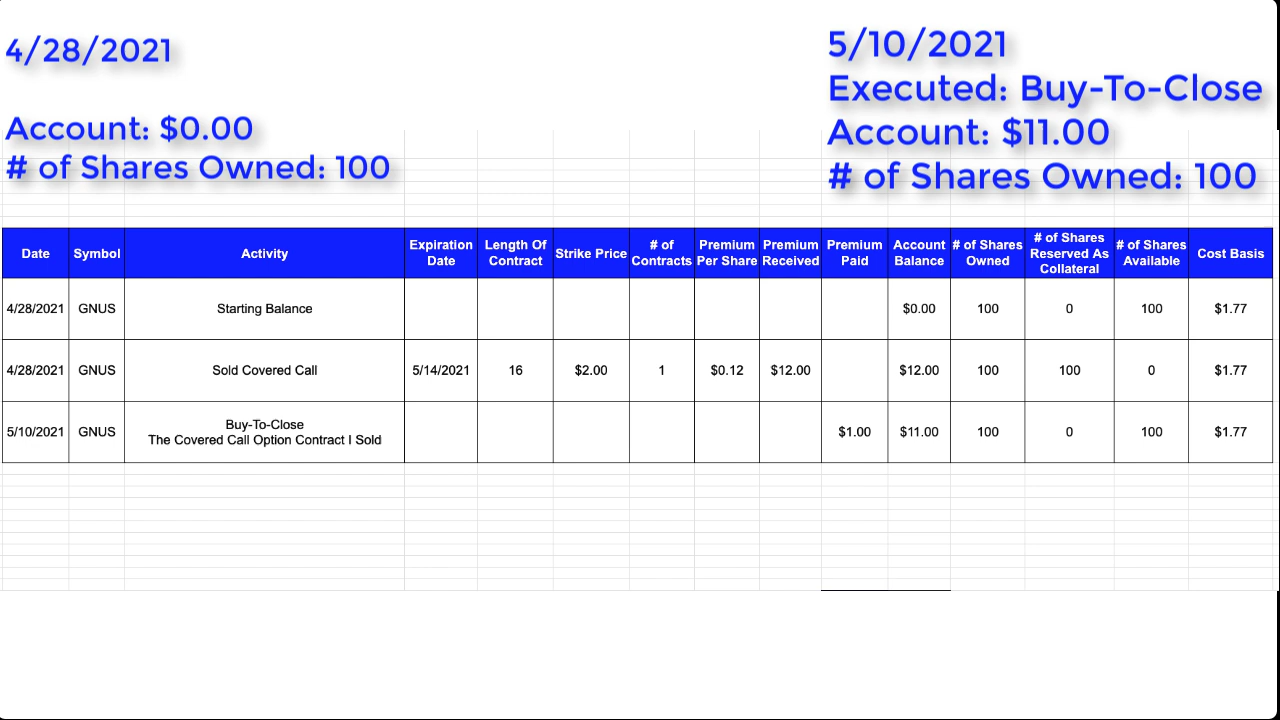 4/28/2021
Account: $0.00
# of Shares Owned: 100
5/10/2021
Executed: Buy-To-Close
Account: $11.00
# of Shares Owned: 100
Date Symbol Activity Expiration Date Length Of Contract Strike Price # of Contracts Premium Per Share Premium Received Premium Paid Account Balance # of Shares Owned # of Shares Reserved As Collateral # of Shares Available Cost Basis
4/28/2021 GNUS Starting Balance $0.00 100 0 100 $1.77
4/28/2021 GNUS Sold Covered Call 5/14/2021 16 $2.00 1 $0.12 $12.00 $12.00 100 100 0 $1.77
5/10/2021 GNUS Buy-To-Close The Covered Call Option Contract I Sold $1.00 $11.00 100 0 100 $1.77